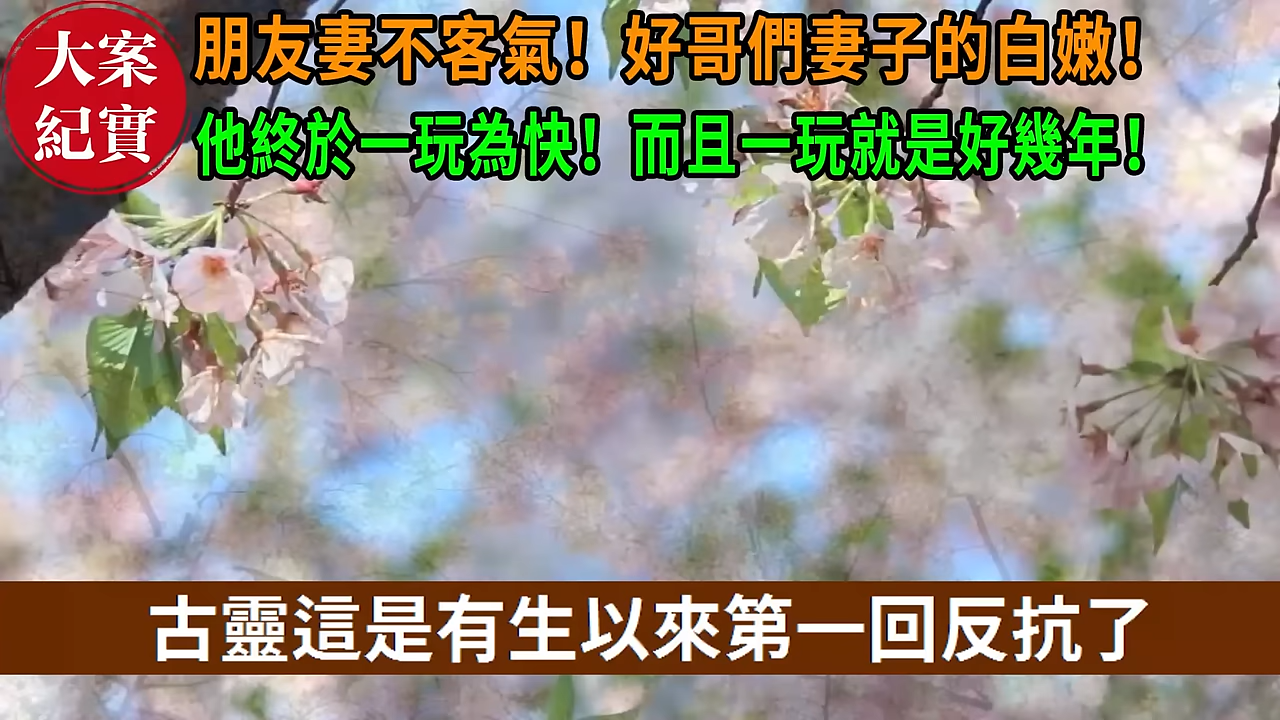 大案
紀實
朋友妻不客氣！好哥們妻子的白嫩！
他終於一玩為快！而且一玩就是好幾年！
古靈這是有生以來第一回反抗了